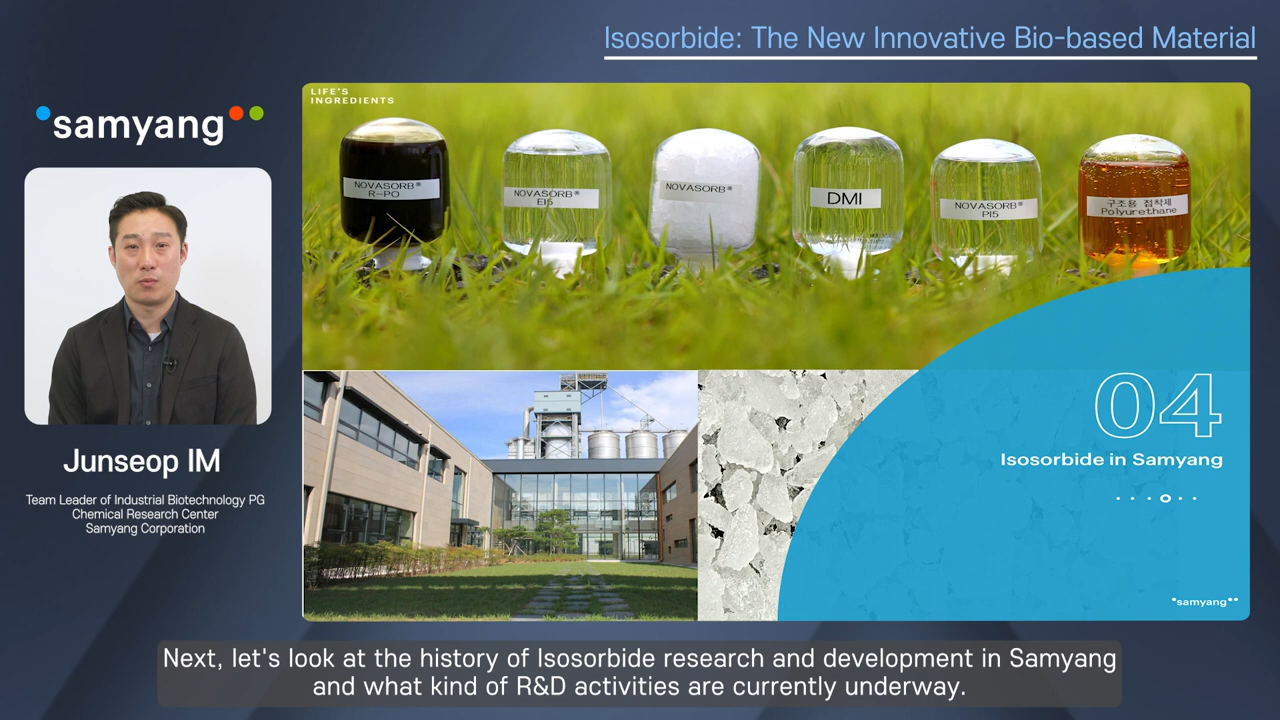 Isosorbide: The New Innovative Bio-based Material
samyang
LIFE'S
INGREDIENTS
NOVASORB®
R-PO
NOVASORB®
EI5
NOVASORB®
DMI
NOVASORB®
PI5
구조용 접착제
Polyurethane
04
Isosorbide in Samyang
samyang
Junseop IM
Team Leader of Industrial Biotechnology PG
Chemical Research Center
Samyang Corporation
Next, let's look at the history of Isosorbide research and development in Samyang
and what kind of R&D activities are currently underway.